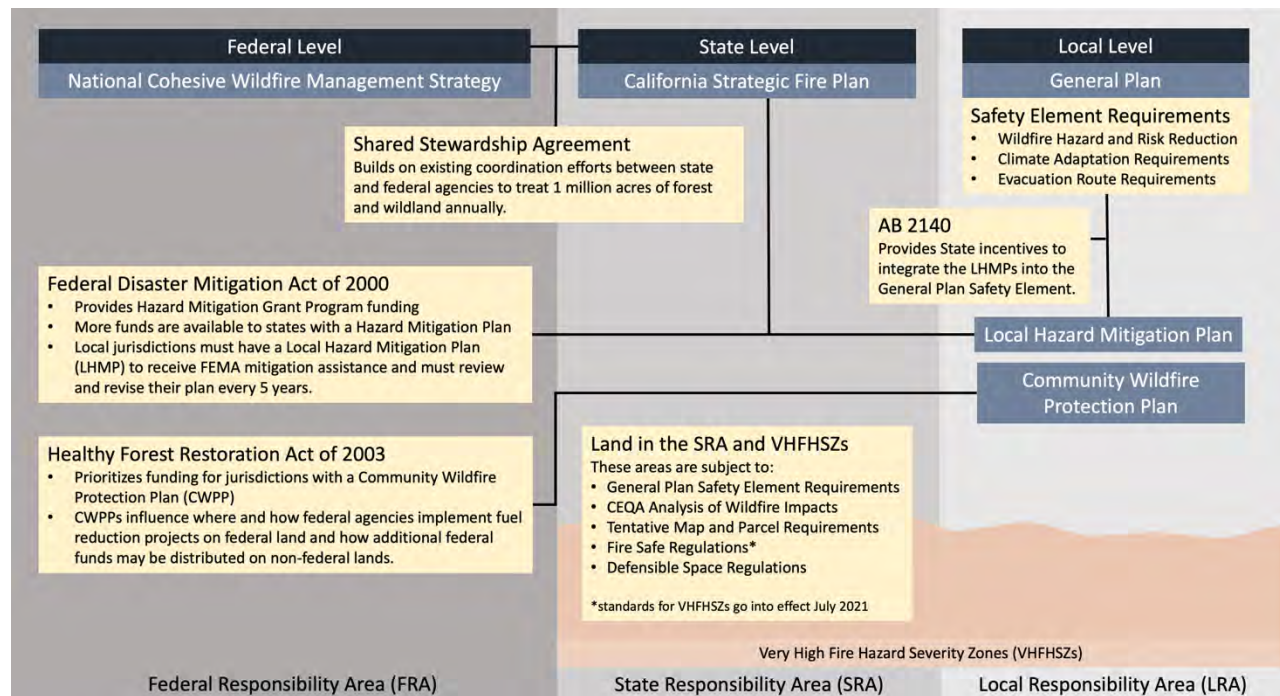 Federal Level
National Cohesive Wildfire Management Strategy
State Level
California Strategic Fire Plan
Local Level
General Plan
Shared Stewardship Agreement
Builds on existing coordination efforts between state
and federal agencies to treat 1 million acres of forest
and wildland annually.
Safety Element Requirements
• Wildfire Hazard and Risk Reduction
• Climate Adaptation Requirements
• Evacuation Route Requirements
AB 2140
Provides State incentives to
integrate the LHMPs into the
General Plan Safety Element.
Federal Disaster Mitigation Act of 2000
• Provides Hazard Mitigation Grant Program funding
• More funds are available to states with a Hazard Mitigation Plan
• Local jurisdictions must have a Local Hazard Mitigation Plan
(LHMP) to receive FEMA mitigation assistance and must review
and revise their plan every 5 years.
Local Hazard Mitigation Plan
Community Wildfire
Protection Plan
Healthy Forest Restoration Act of 2003
• Prioritizes funding for jurisdictions with a Community Wildfire
Protection Plan (CWPP)
• CWPPs influence where and how federal agencies implement fuel
reduction projects on federal land and how additional federal
funds may be distributed on non-federal lands.
Land in the SRA and VHFHSZs
These areas are subject to:
• General Plan Safety Element Requirements
• CEQA Analysis of Wildfire Impacts
• Tentative Map and Parcel Requirements
• Fire Safe Regulations*
• Defensible Space Regulations
*standards for VHFHSZs go into effect July 2021
Very High Fire Hazard Severity Zones (VHFHSZs)
Federal Responsibility Area (FRA)
State Responsibility Area (SRA)
Local Responsibility Area (LRA)